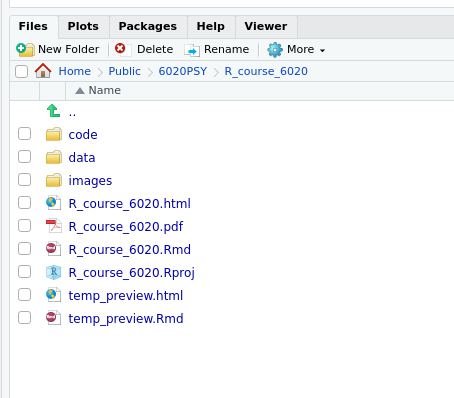 Files Plots Packages Help Viewer
New Folder Delete Rename More
Home Public 6020PSY R_course_6020
Name
..
code
data
images
R_course_6020.html
R_course_6020.pdf
R_course_6020.Rmd
R_course_6020.Rproj
temp_preview.html
temp_preview.Rmd